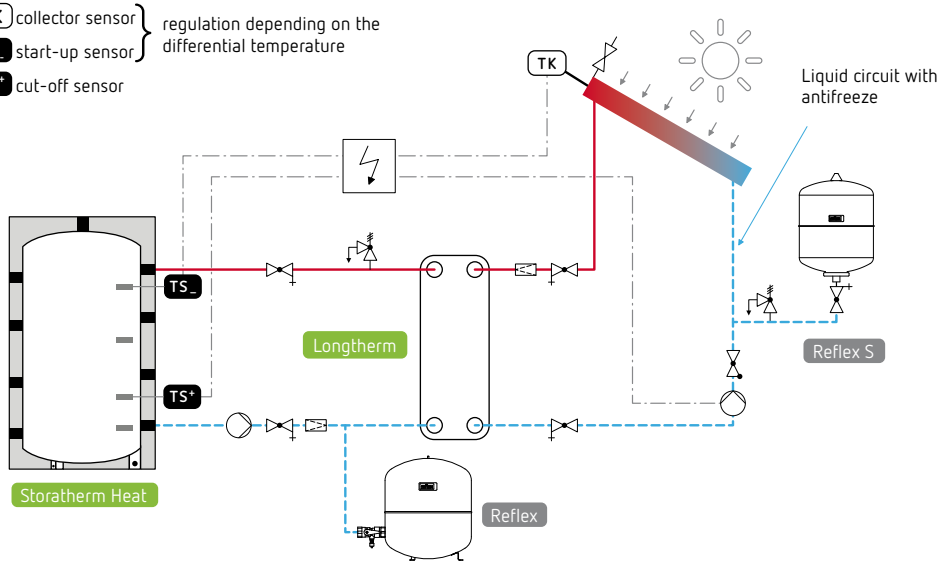 K collector sensor
_ start-up sensor
+ cut-off sensor
regulation depending on the
differential temperature
TK
Liquid circuit with
antifreeze
TS_
Longtherm
Reflex S
TS+
Storatherm Heat
Reflex